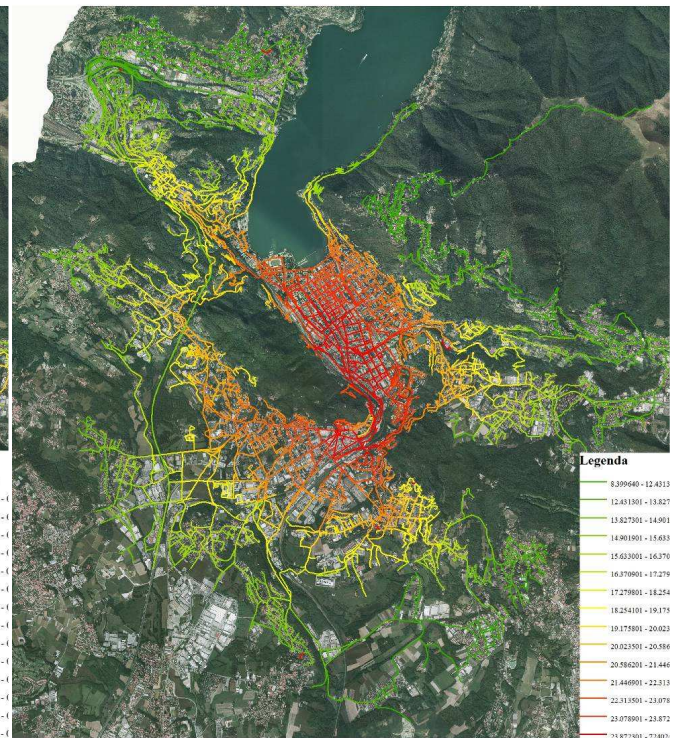 Legenda
8.399640 - 12.4313
12.431301 - 13.827
13.827301 - 14.901
14.901901 - 15.633
15.633001 - 16.370
16.370901 - 17.279
17.279801 - 18.254
18.254101 - 19.175
19.175801 - 20.023
20.023501 - 20.586
20.586201 - 21.446
21.446901 - 22.313
22.313501 - 23.078
23.078901 - 23.872
23.872301 - 72402